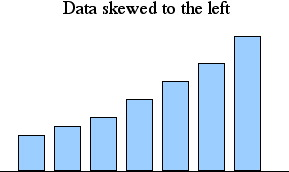 Data skewed to the left